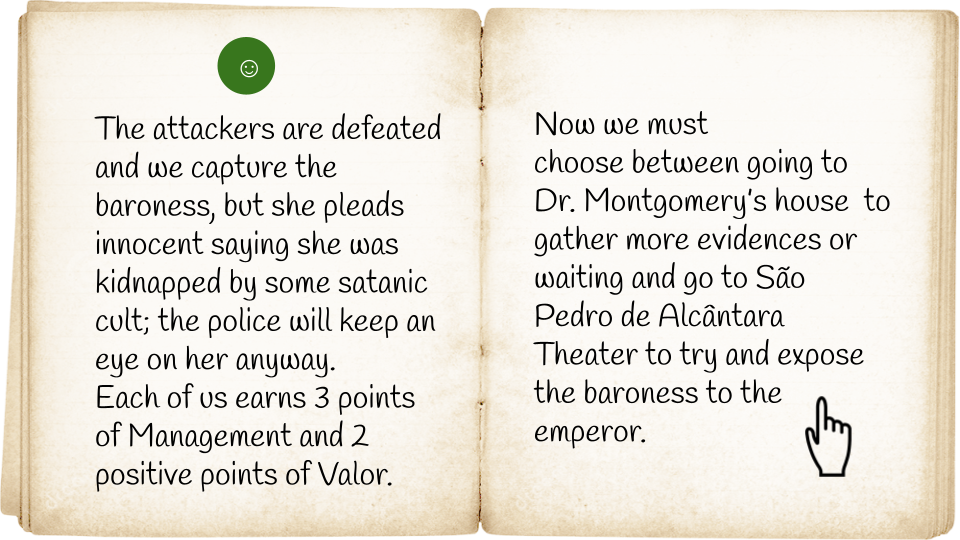 The attackers are defeated
and we capture the
baroness, but she pleads
innocent saying she was
kidnapped by some satanic
cult; the police will keep an
eye on her anyway.
Each of us earns 3 points
of Management and 2
positive points of Valor.
Now we must
choose between going to
Dr. Montgomery's house to
gather more evidences or
waiting and go to São
Pedro de Alcântara
Theater to try and expose
the baroness to the
emperor.